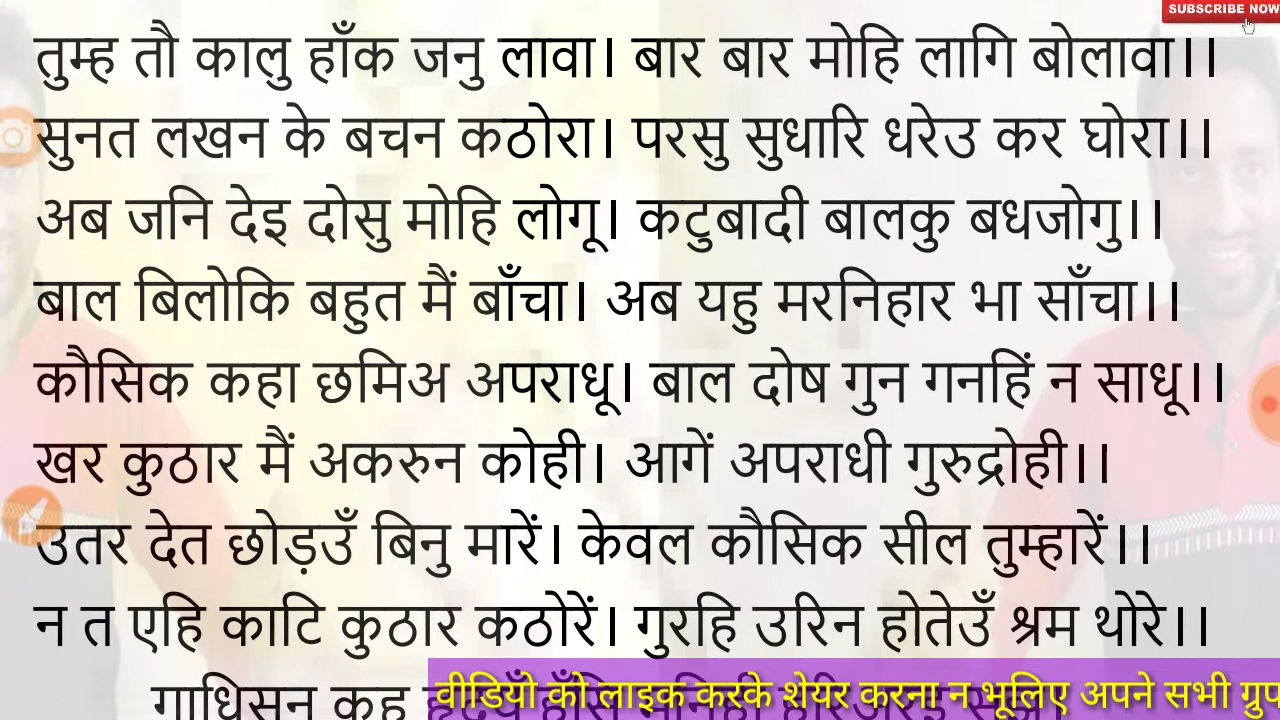 SUBSCRIBE NOW
तुम्ह तौ कालु हाँक जनु लावा। बार बार मोहि लागि बोलावा।।
सुनत लखन के बचन कठोरा। परसु सुधारि धरेउ कर घोरा।।
अब जनि देइ दोसु मोहि लोगू। कटुबादी बालकु बधजोगु।।
बाल बिलोकि बहुत मैं बाँचा। अब यहु मरनिहार भा साँचा।।
कौसिक कहा छमिअ अपराधू। बाल दोष गुन गनहिं न साधू।।
खर कुठार मैं अकरुन कोही। आगें अपराधी गुरुद्रोही।।
उतर देत छोड़उँ बिनु मारें। केवल कौसिक सील तुम्हारें।।
न त एहि काटि कुठार कठोरें। गुरहि उरिन होतेउँ श्रम थोरे।।
गाधिसून कह हृदयँ हँसि
वीडियो को लाइक करके शेयर करना न भूलिए अपने सभी ग्रुप